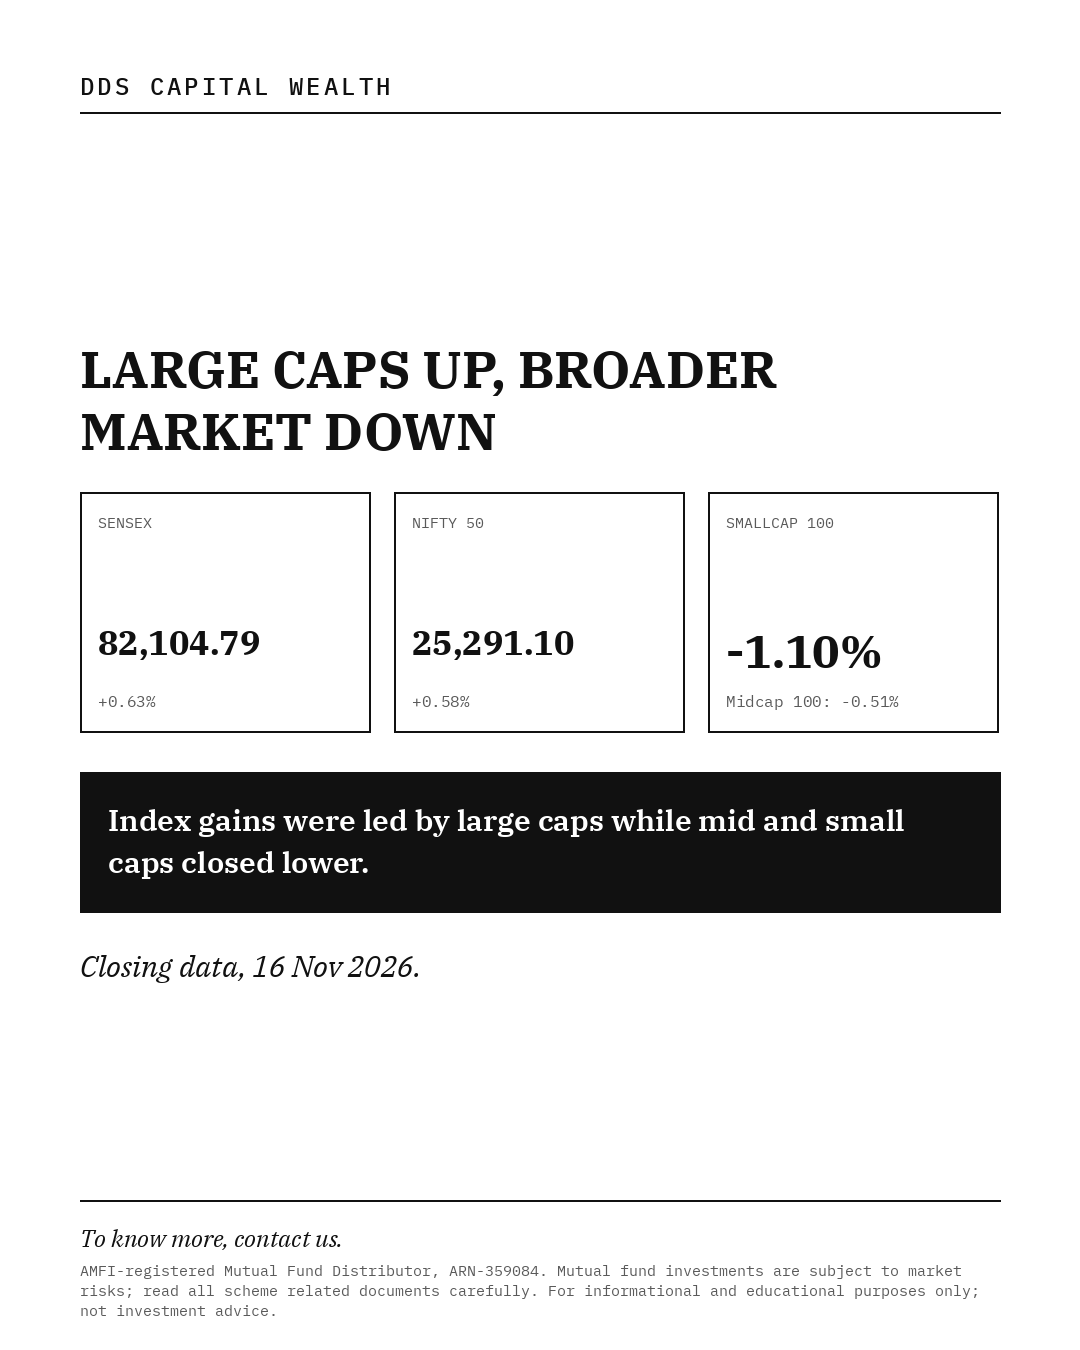 DDS CAPITAL WEALTH
LARGE CAPS UP, BROADER
MARKET DOWN
SENSEX
82,104.79
+0.63%
NIFTY 50
25,291.10
+0.58%
SMALLCAP 100
-1.10%
Midcap 100: -0.51%
Index gains were led by large caps while mid and small
caps closed lower.
Closing data, 16 Nov 2026.
To know more, contact us.
AMFI-registered Mutual Fund Distributor, ARN-359084. Mutual fund investments are subject to market
risks; read all scheme related documents carefully. For informational and educational purposes only;
not investment advice.